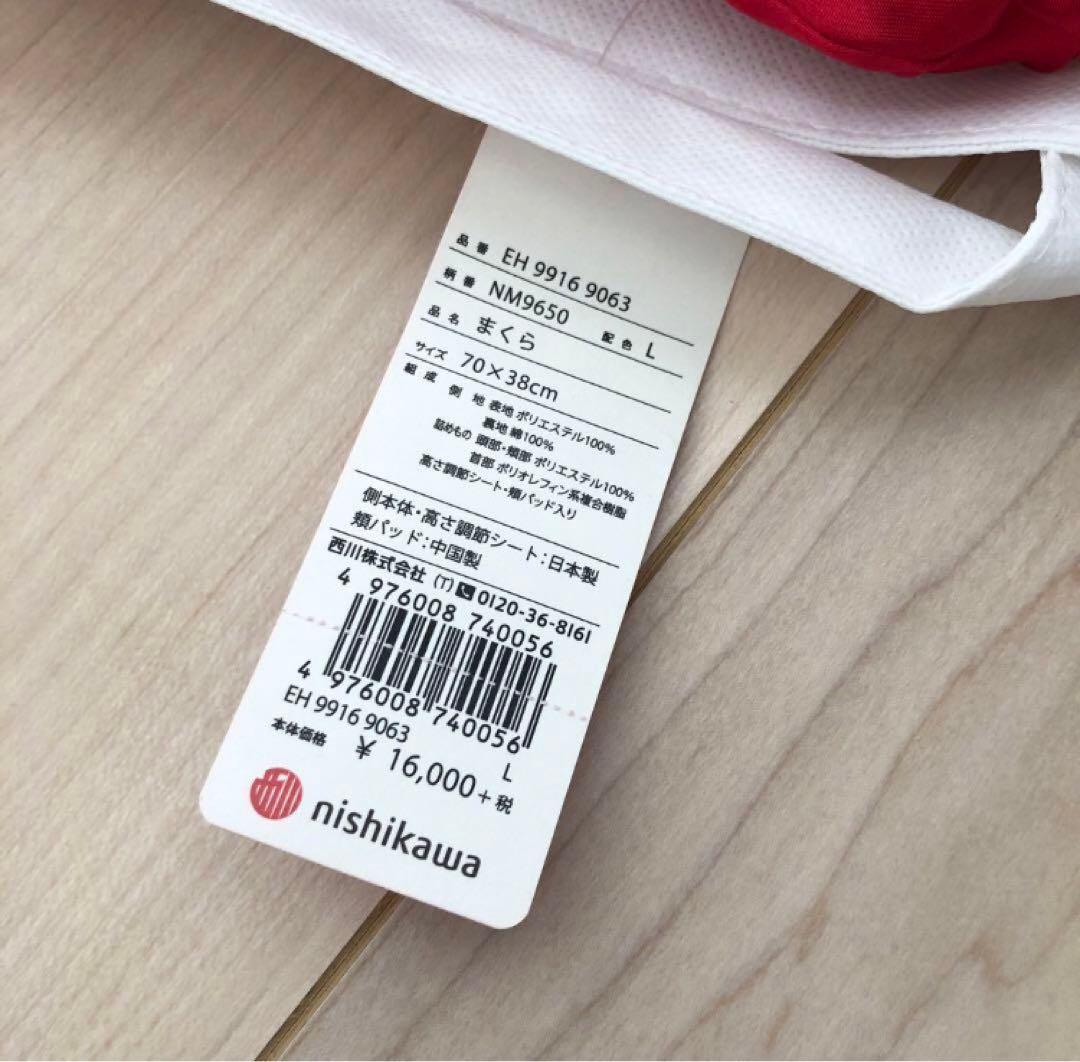 品番 EH 9916 9063
柄番 NM9650 配色 L
品名 まくら
サイズ 70×38cm
組成 側地 表地 ポリエステル100%
裏地 綿100%
詰めもの 頭部・頬部 ポリエステル100%
首部 ポリオレフィン系複合樹脂
高さ調節シート・頬パッド入り
側本体・高さ調節シート：日本製
頬パッド：中国製
西川株式会社 (T) 0120-36-8161
4 976008 740056
4 976008 740056
EH 9916 9063 L
本体価格 ¥ 16,000+税
nishikawa